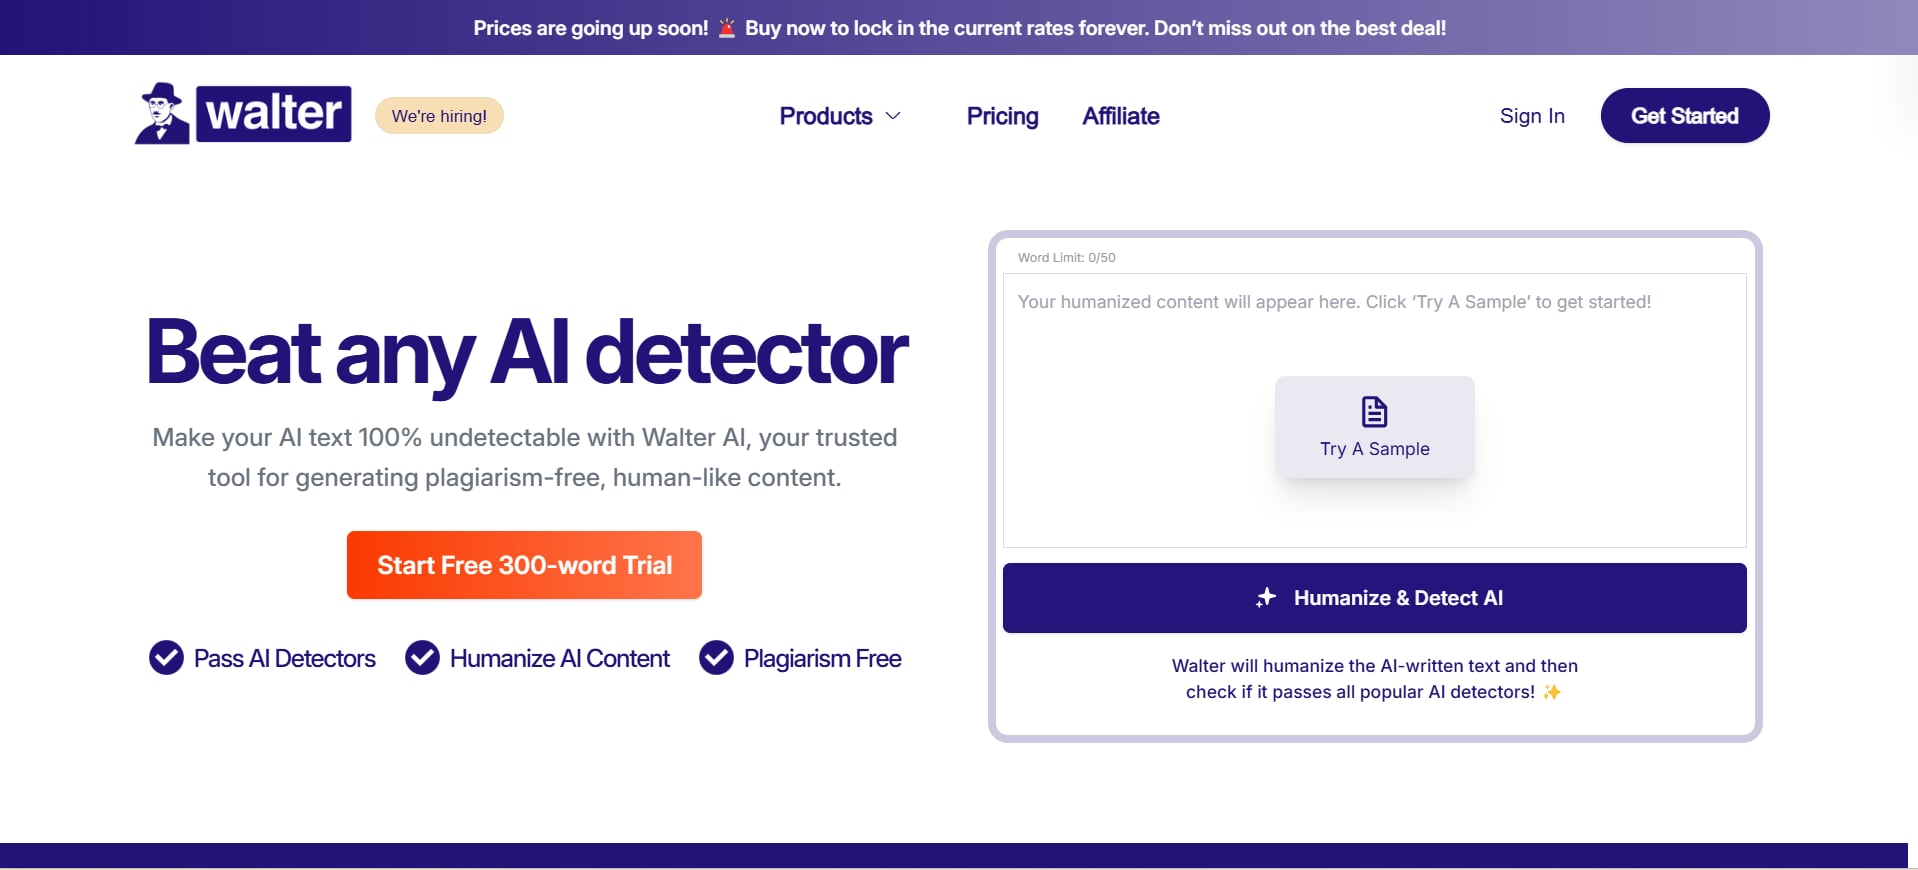 Prices are going up soon! 🚨 Buy now to lock in the current rates forever. Don’t miss out on the best deal!
walter
We're hiring!
Products
Pricing
Affiliate
Sign In
Get Started
Beat any AI detector
Make your AI text 100% undetectable with Walter AI, your trusted
tool for generating plagiarism-free, human-like content.
Start Free 300-word Trial
Pass AI Detectors
Humanize AI Content
Plagiarism Free
Word Limit: 0/50
Your humanized content will appear here. Click ‘Try A Sample’ to get started!
Try A Sample
Humanize & Detect AI
Walter will humanize the AI-written text and then
check if it passes all popular AI detectors! ✨